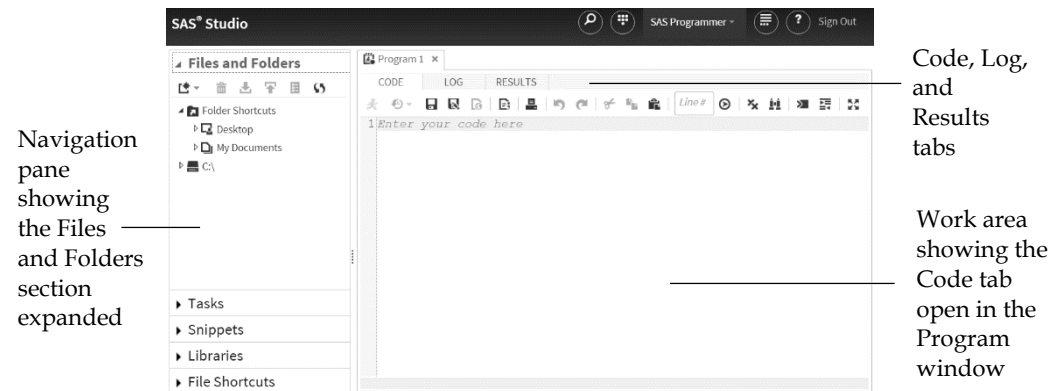 SAS® Studio
SAS Programmer
Sign Out
Files and Folders
Folder Shortcuts
Desktop
My Documents
C:\
Tasks
Snippets
Libraries
File Shortcuts
Program 1
CODE LOG RESULTS
Line #
1 Enter your code here
Navigation
pane
showing
the Files
and Folders
section
expanded
Code, Log,
and
Results
tabs
Work area
showing the
Code tab
open in the
Program
window